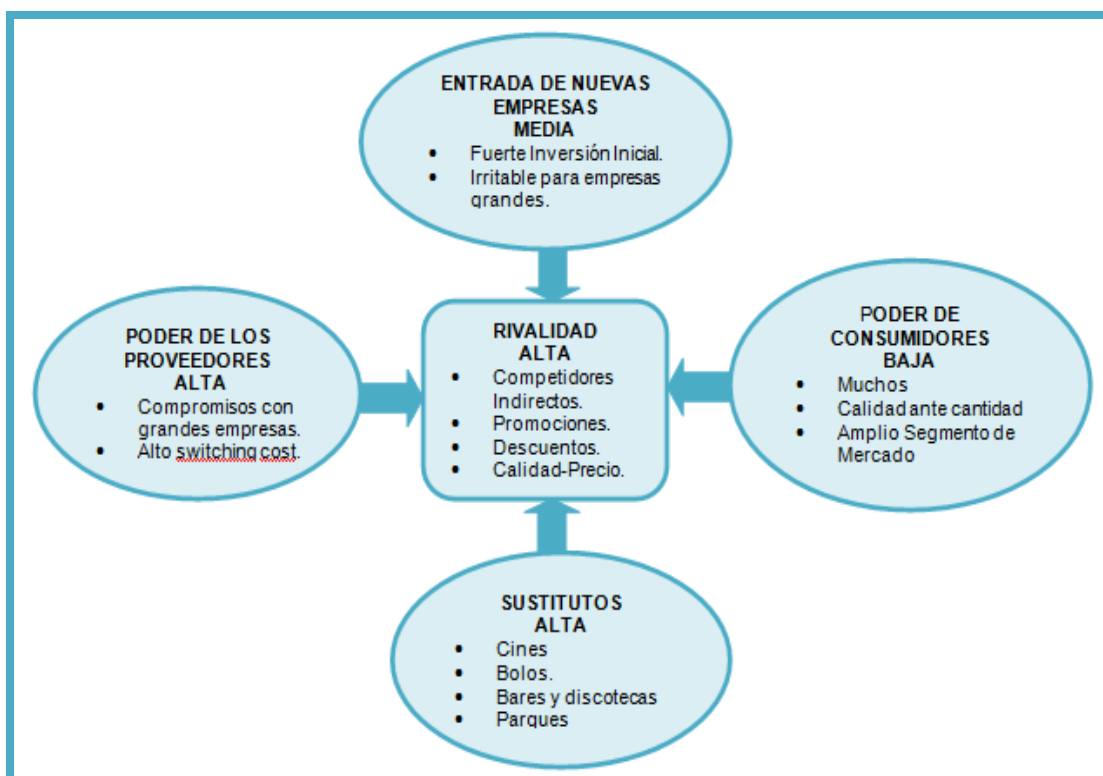 ENTRADA DE NUEVAS
EMPRESAS
MEDIA
• Fuerte Inversión Inicial.
• Irritable para empresas
grandes.
PODER DE LOS
PROVEEDORES
ALTA
• Compromisos con
grandes empresas.
• Alto switching cost.
RIVALIDAD
ALTA
• Competidores
Indirectos.
• Promociones.
• Descuentos.
• Calidad-Precio.
PODER DE
CONSUMIDORES
BAJA
• Muchos
• Calidad ante cantidad
• Amplio Segmento de
Mercado
SUSTITUTOS
ALTA
• Cines
• Bolos.
• Bares y discotecas
• Parques